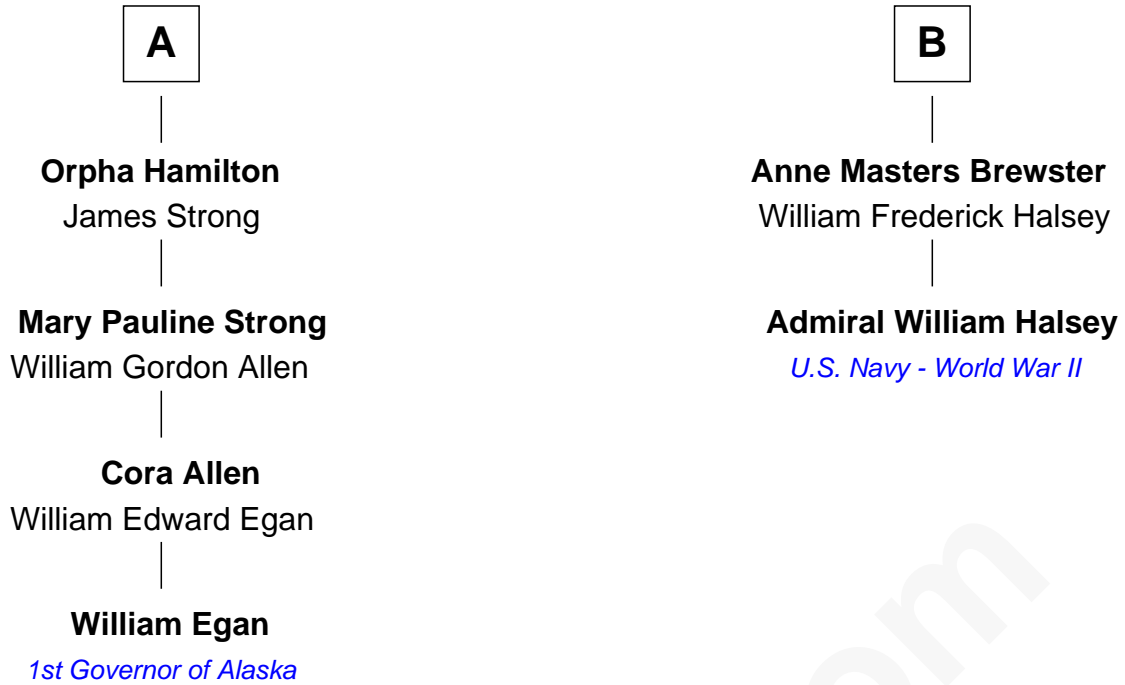 A
Orpha Hamilton
James Strong
Mary Pauline Strong
William Gordon Allen
Cora Allen
William Edward Egan
William Egan
1st Governor of Alaska
B
Anne Masters Brewster
William Frederick Halsey
Admiral William Halsey
U.S. Navy - World War II
om